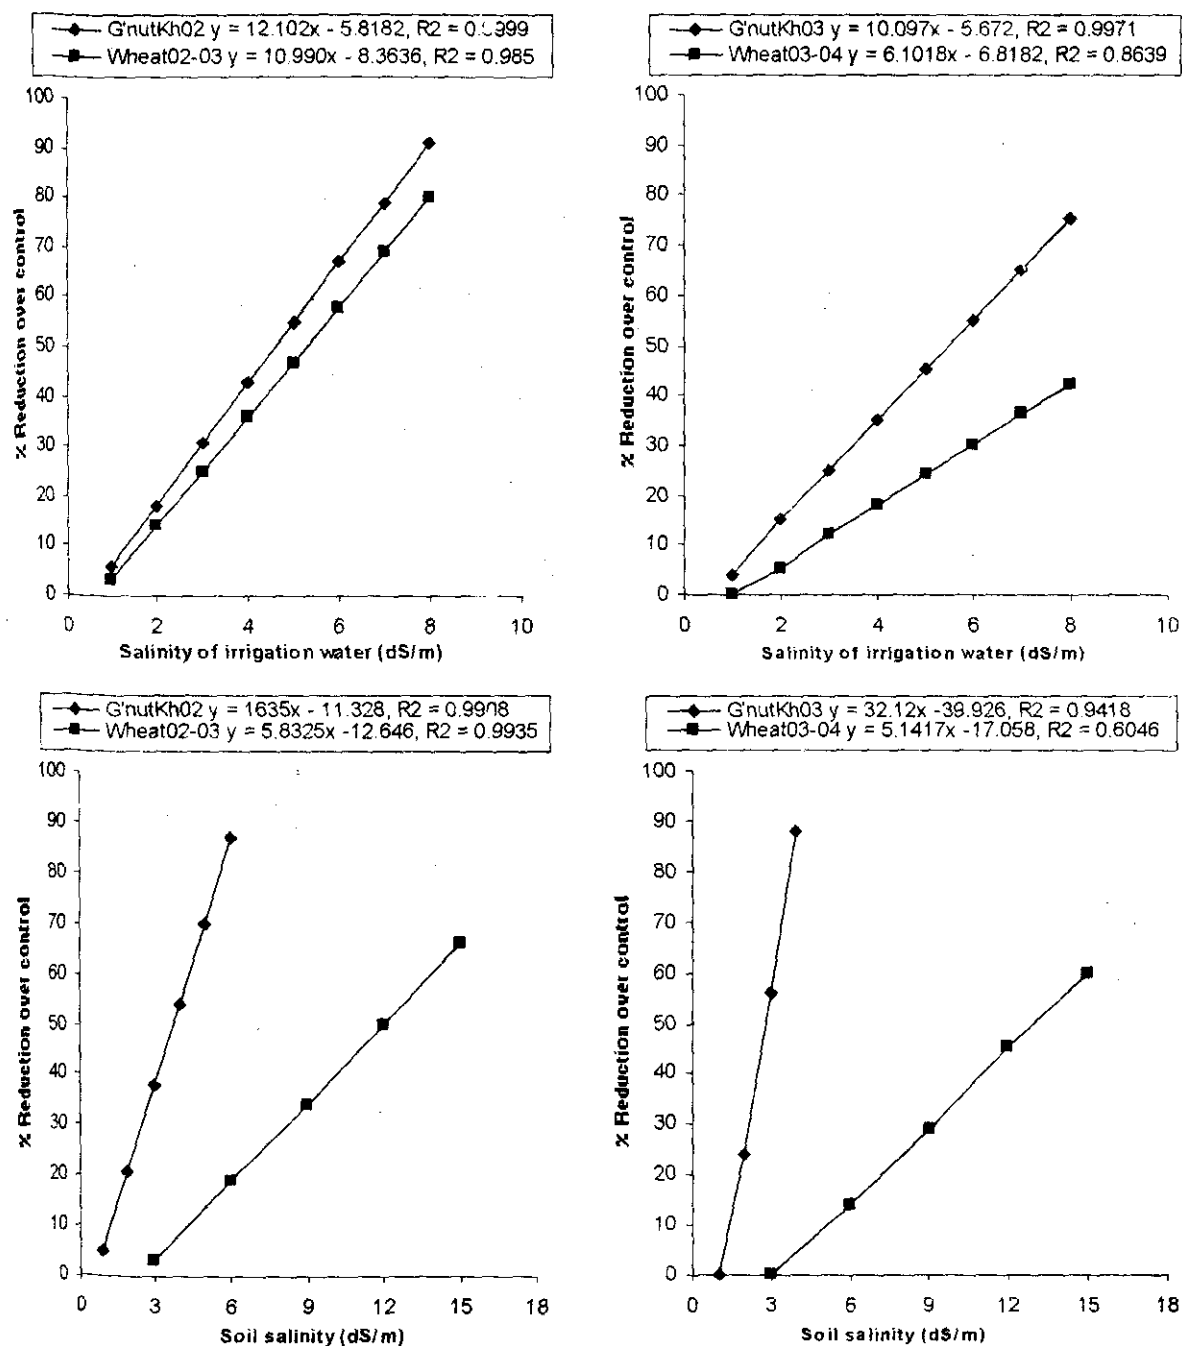 G'nutKh02 y = 12.102x - 5.8182, R2 = 0.9999
Wheat02-03 y = 10.990x - 8.3636, R2 = 0.985
100
90
80
70
60
50
40
30
20
10
0
% Reduction over control
0 2 4 6 8 10
Salinity of irrigation water (dS/m)
G'nutKh03 y = 10.097x - 5.672, R2 = 0.9971
Wheat03-04 y = 6.1018x - 6.8182, R2 = 0.8639
100
90
80
70
60
50
40
30
20
10
0
% Reduction over control
0 2 4 6 8 10
Salinity of irrigation water (dS/m)
G'nutKh02 y = 1635x - 11.328, R2 = 0.9908
Wheat02-03 y = 5.8325x -12.646, R2 = 0.9935
100
90
80
70
60
50
40
30
20
10
0
% Reduction over control
0 3 6 9 12 15 18
Soil salinity (dS/m)
G'nutKh03 y = 32.12x -39.926, R2 = 0.9418
Wheat03-04 y = 5.1417x -17.058, R2 = 0.6046
100
90
80
70
60
50
40
30
20
10
0
% Reduction over control
0 3 6 9 12 15 18
Soil salinity (dS/m)